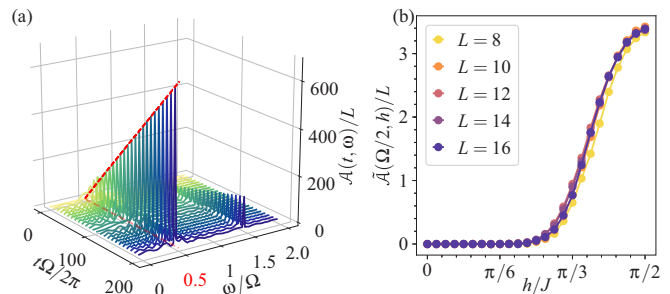 (a)
600
400
200
0
𝒜(t, ω)/L
0
100
200
tΩ/2π
0
0.5
1
1.5
2.0
ω/Ω
(b)
3
2
1
0
𝒜̃(Ω/2, h)/L
L = 8
L = 10
L = 12
L = 14
L = 16
0
π/6
π/3
π/2
h/J